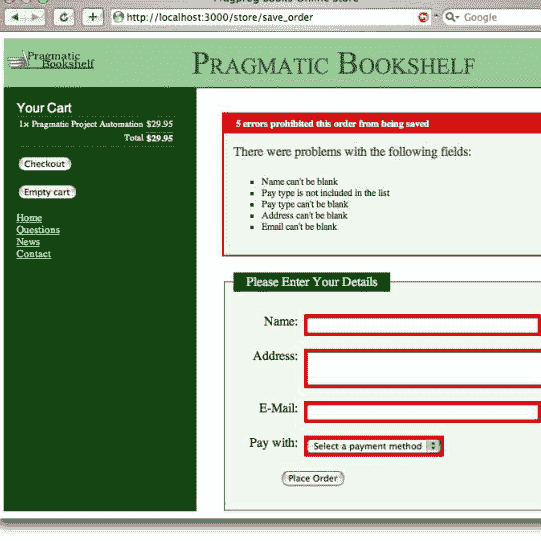 http://localhost:3000/store/save_order
Google
Pragmatic
Bookshelf
PRAGMATIC BOOKSHELF
Your Cart
1× Pragmatic Project Automation $29.95
Total $29.95
Checkout
Empty cart
Home
Questions
News
Contact
5 errors prohibited this order from being saved
There were problems with the following fields:
Name can't be blank
Pay type is not included in the list
Pay type can't be blank
Address can't be blank
Email can't be blank
Please Enter Your Details
Name:
Address:
E-Mail:
Pay with:
Select a payment method
Place Order